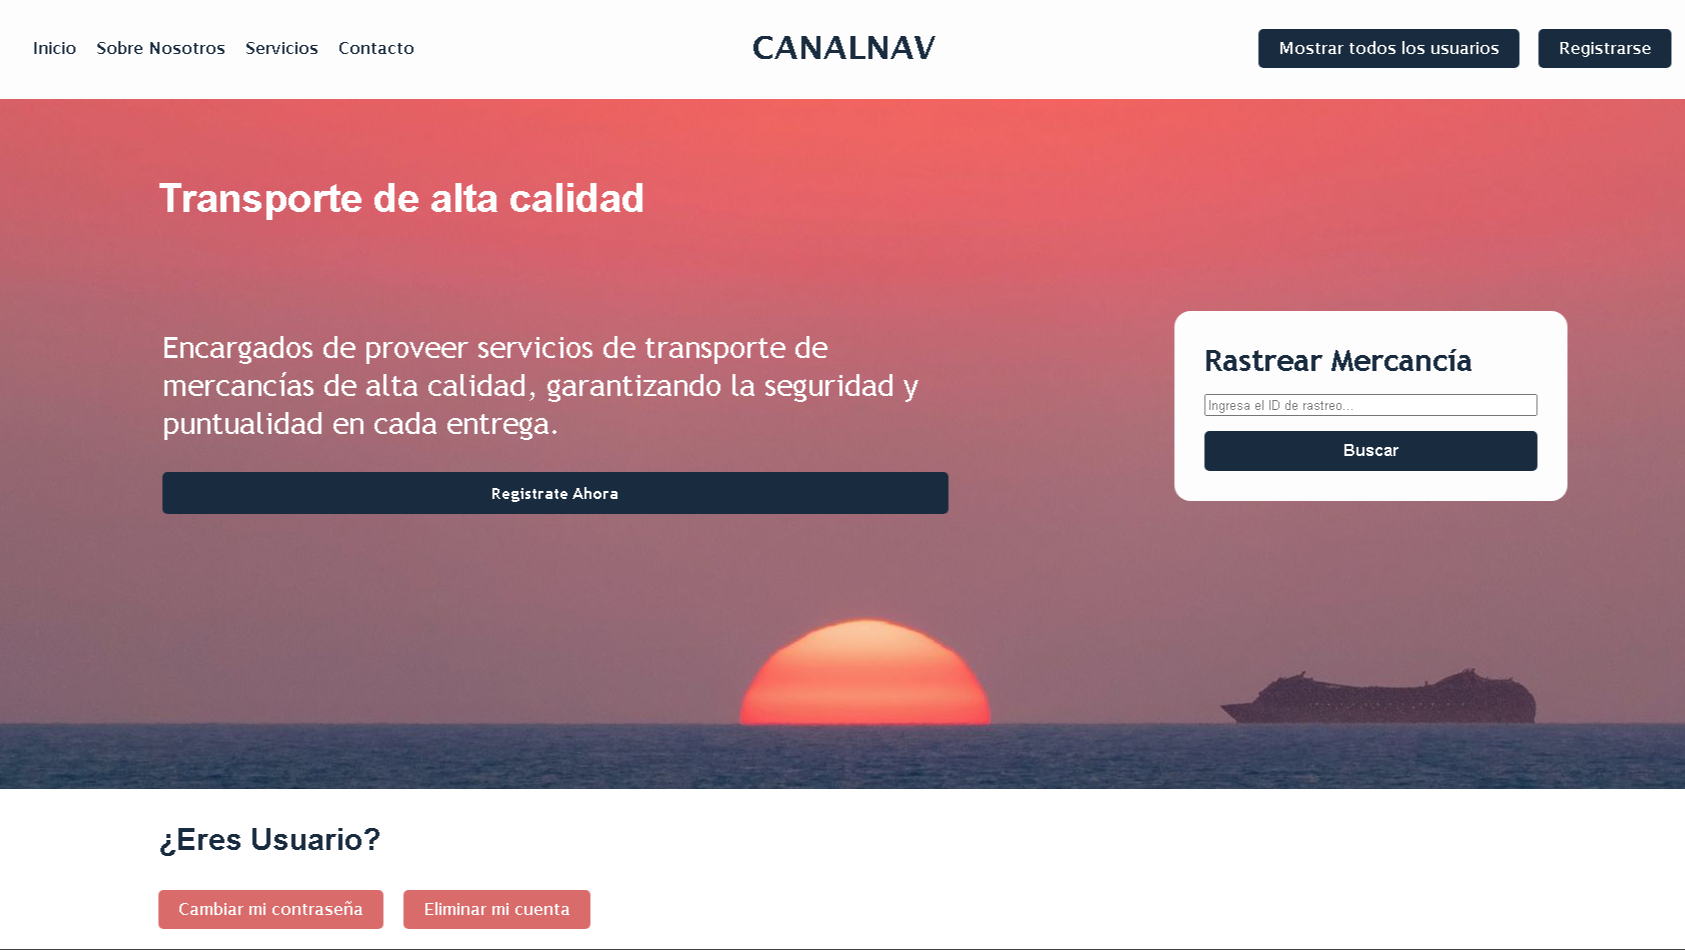 Inicio Sobre Nosotros Servicios Contacto
CANALNAV
Mostrar todos los usuarios
Registrarse
Transporte de alta calidad
Encargados de proveer servicios de transporte de
mercancías de alta calidad, garantizando la seguridad y
puntualidad en cada entrega.
Registrate Ahora
Rastrear Mercancía
Ingresa el ID de rastreo...
Buscar
¿Eres Usuario?
Cambiar mi contraseña
Eliminar mi cuenta